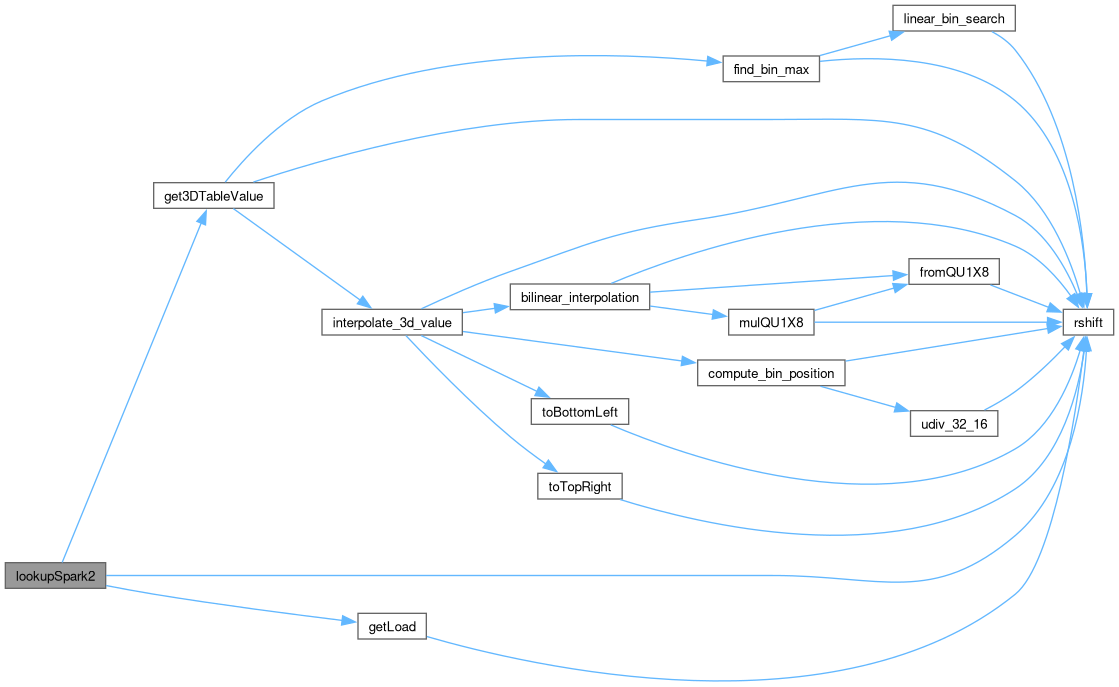 linear_bin_search
find_bin_max
get3DTableValue
fromQU1X8
bilinear_interpolation
mulQU1X8
rshift
interpolate_3d_value
compute_bin_position
toBottomLeft
udiv_32_16
toTopRight
lookupSpark2
getLoad